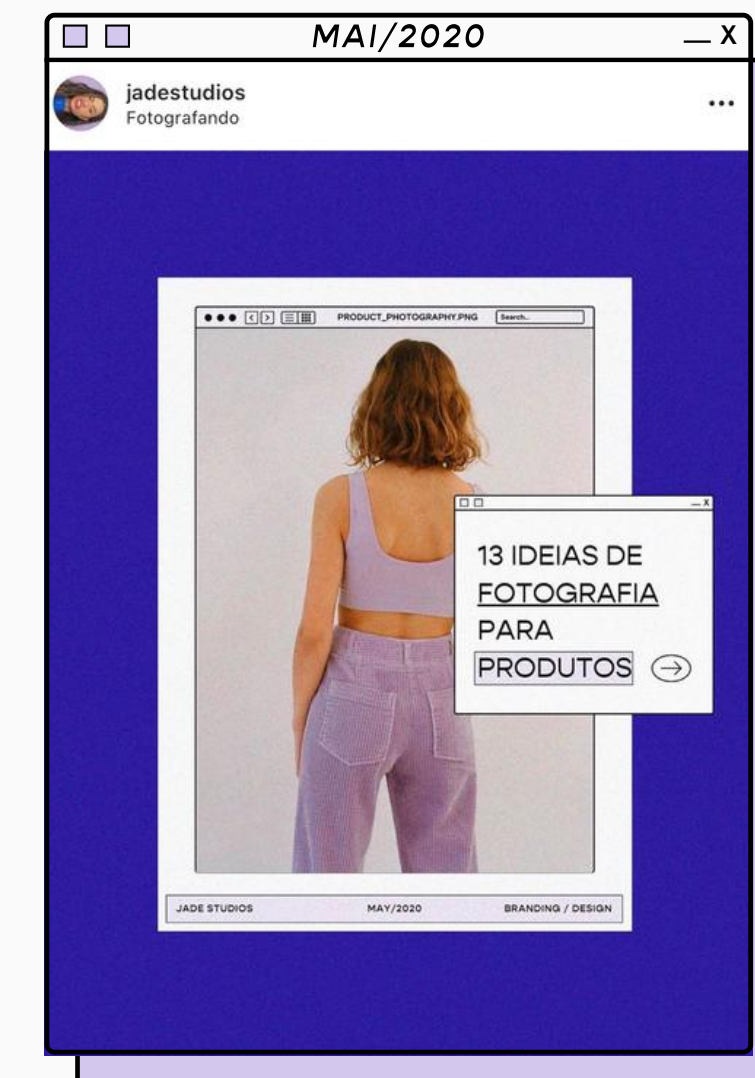 MAI/2020
_ X
jadestudios
Fotografando
PRODUCT_PHOTOGRAPHY.PNG
Search...
_ X
13 IDEIAS DE
FOTOGRAFIA
PARA
PRODUTOS
JADE STUDIOS MAY/2020 BRANDING / DESIGN